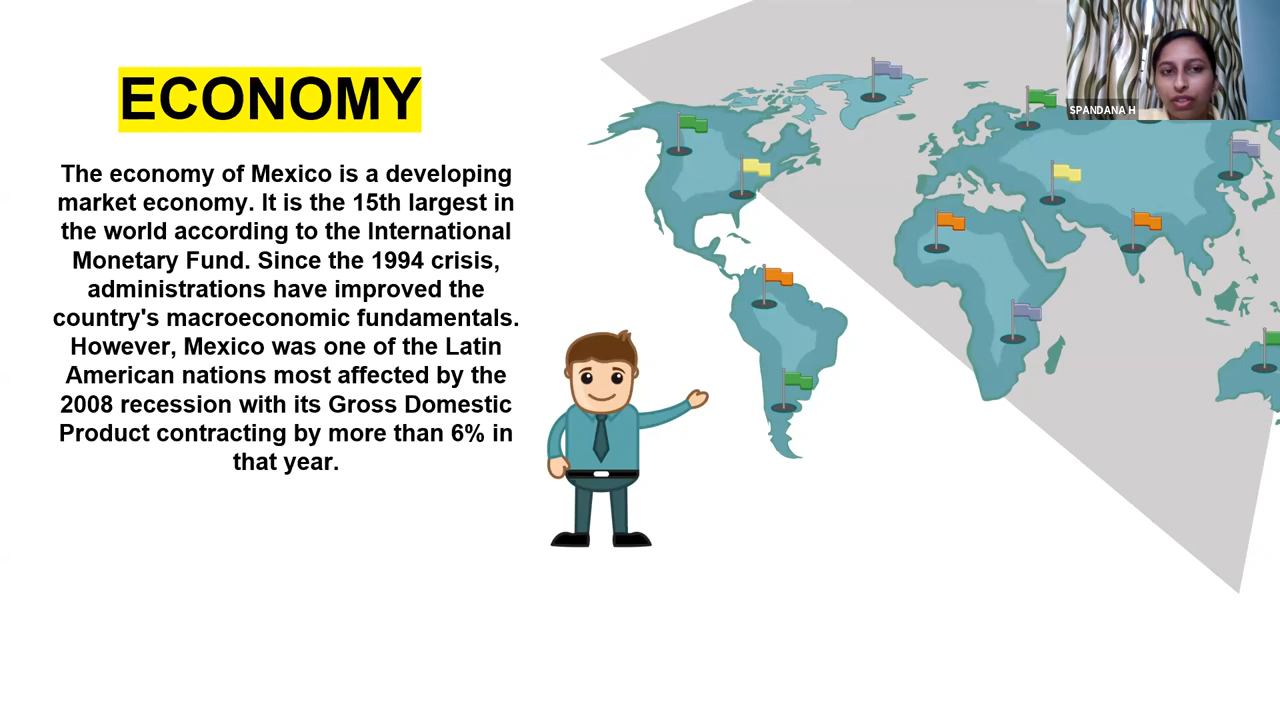 ECONOMY
The economy of Mexico is a developing
market economy. It is the 15th largest in
the world according to the International
Monetary Fund. Since the 1994 crisis,
administrations have improved the
country's macroeconomic fundamentals.
However, Mexico was one of the Latin
American nations most affected by the
2008 recession with its Gross Domestic
Product contracting by more than 6% in
that year.
SPANDANA H